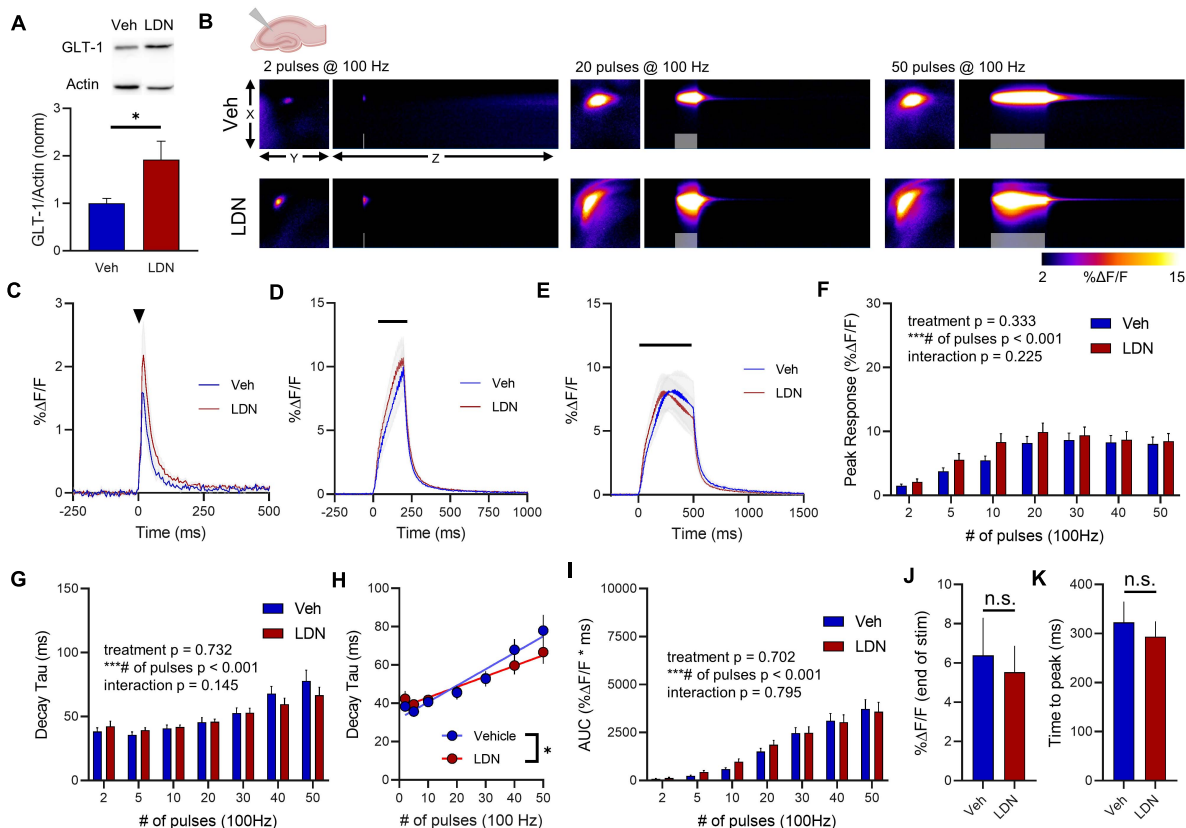 A
Veh LDN
GLT-1
Actin
GLT-1/Actin (norm)
3
2
1
0
*
Veh
LDN
B
2 pulses @ 100 Hz
20 pulses @ 100 Hz
50 pulses @ 100 Hz
Veh
X
Y
Z
LDN
2
%ΔF/F
15
C
%ΔF/F
3
2
1
0
-250
0
250
500
Time (ms)
Veh
LDN
D
%ΔF/F
15
10
5
0
0
250
500
750
1000
Time (ms)
Veh
LDN
E
%ΔF/F
15
10
5
0
0
500
1000
1500
Time (ms)
Veh
LDN
F
Peak Response (%ΔF/F)
30
20
10
0
treatment p = 0.333
***# of pulses p < 0.001
interaction p = 0.225
Veh
LDN
2
5
10
20
30
40
50
# of pulses (100Hz)
G
Decay Tau (ms)
150
100
50
0
Veh
LDN
treatment p = 0.732
***# of pulses p < 0.001
interaction p = 0.145
2
5
10
20
30
40
50
# of pulses (100Hz)
H
Decay Tau (ms)
100
80
60
40
20
0
Vehicle
LDN
*
0
10
20
30
40
50
# of pulses (100 Hz)
I
AUC (%ΔF/F * ms)
10000
7500
5000
2500
0
Veh
LDN
treatment p = 0.702
***# of pulses p < 0.001
interaction p = 0.795
2
5
10
20
30
40
50
# of pulses (100Hz)
J
%ΔF/F (end of stim)
10
8
6
4
2
0
n.s.
Veh
LDN
K
Time to peak (ms)
400
300
200
100
0
n.s.
Veh
LDN